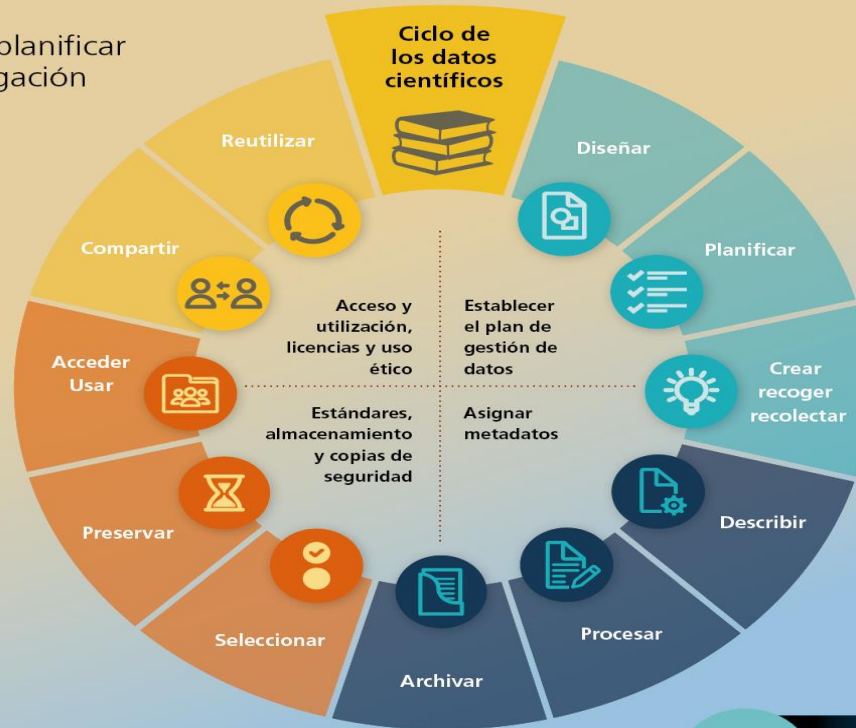 planificar
gación
Ciclo de
los datos
científicos
Diseñar
Planificar
Crear
recoger
recolectar
Describir
Procesar
Archivar
Seleccionar
Preservar
Acceder
Usar
Compartir
Reutilizar
Acceso y
utilización,
licencias y uso
ético
Establecer
el plan de
gestión de
datos
Estándares,
almacenamiento
y copias de
seguridad
Asignar
metadatos